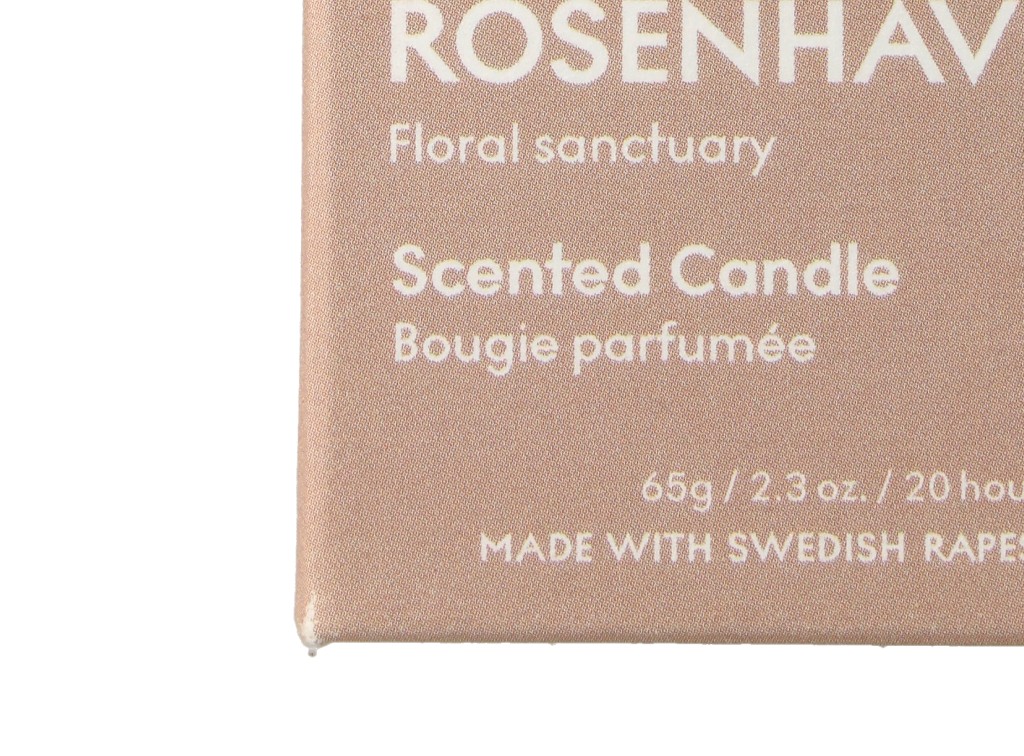 ROSENHAV
Floral sanctuary
Scented Candle
Bougie parfumée
65g / 2.3 oz. / 20 hou
MADE WITH SWEDISH RAPES